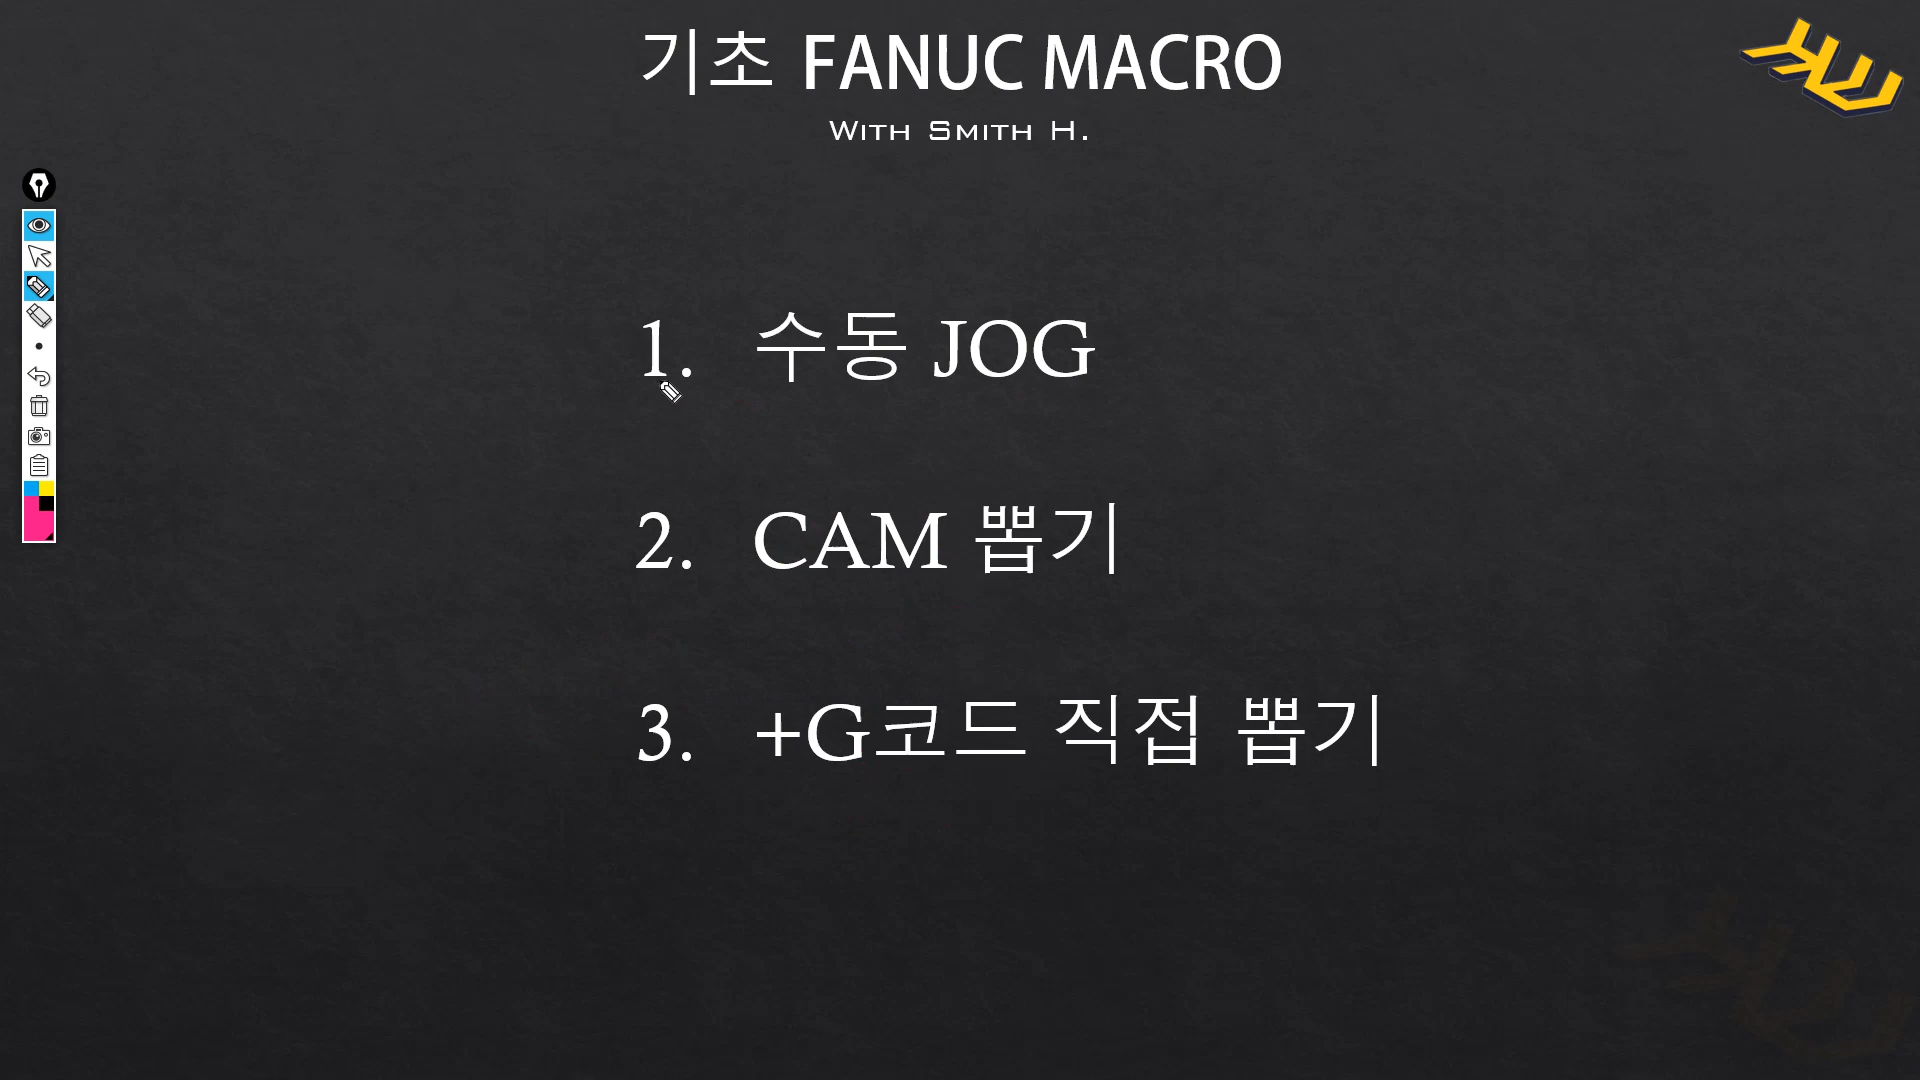 기초 FANUC MACRO
With Smith H.
1. 수동 JOG
2. CAM 뽑기
3. +G코드 직접 뽑기